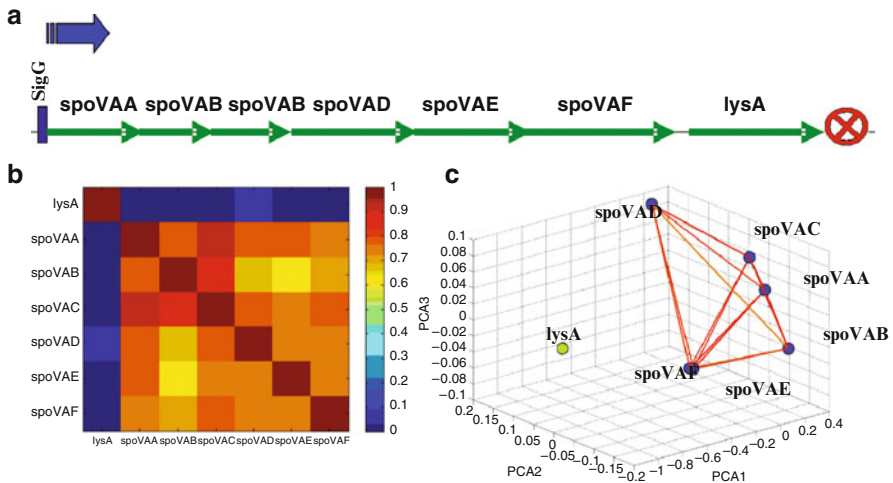 a
SigG
spoVAA spoVAB spoVAB spoVAD spoVAE spoVAF lysA
b
lysA
spoVAA
spoVAB
spoVAC
spoVAD
spoVAE
spoVAF
lysA spoVAA spoVAB spoVAC spoVAD spoVAE spoVAF
1
0.9
0.8
0.7
0.6
0.5
0.4
0.3
0.2
0.1
0
c
spoVAD
spoVAC
spoVAA
spoVAB
lysA
spoVAF
spoVAE
PCA3
0.1
0.08
0.06
0.04
0.02
0
−0.02
−0.04
−0.06
−0.08
−0.1
0.2
0.15
0.1
0.05
0
−0.05
−0.1
−0.15
−0.2
PCA2
−1
−0.8
−0.6
−0.4
−0.2
0
0.2
0.4
PCA1